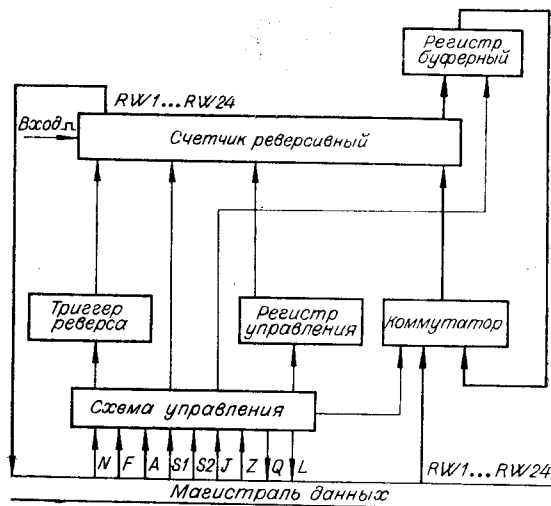 Регистр
буферный
RW1...RW24
Вход
Счетчик реверсивный
Триггер
реверса
Регистр
управления
Коммутатор
Схема управления
N F A S1 S2 J Z Q L
RW1...RW24
Магистраль данных